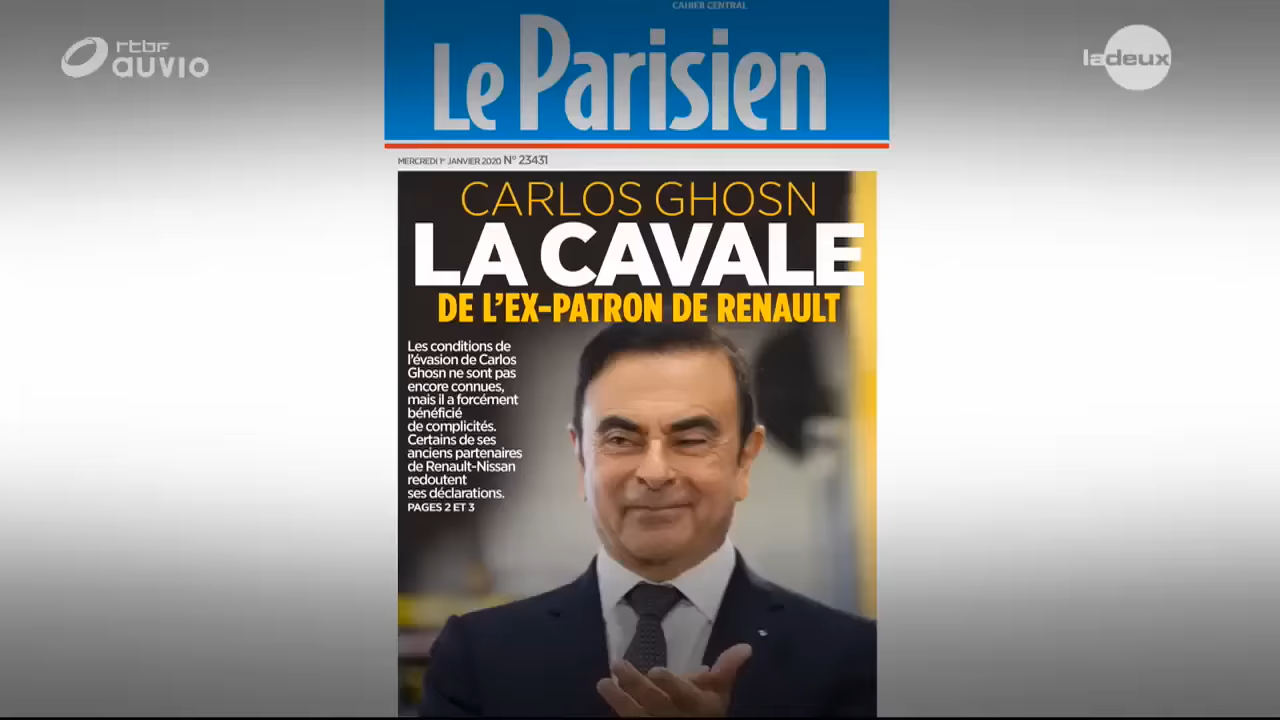 CAHIER CENTRAL
rtbf
auvio
ladeux
Le Parisien
MERCREDI 1ER JANVIER 2020 N° 23431
CARLOS GHOSN
LA CAVALE
DE L'EX-PATRON DE RENAULT
Les conditions de
l'évasion de Carlos
Ghosn ne sont pas
encore connues,
mais il a forcément
bénéficié
de complicités.
Certains de ses
anciens partenaires
de Renault-Nissan
redoutent
ses déclarations.
PAGES 2 ET 3